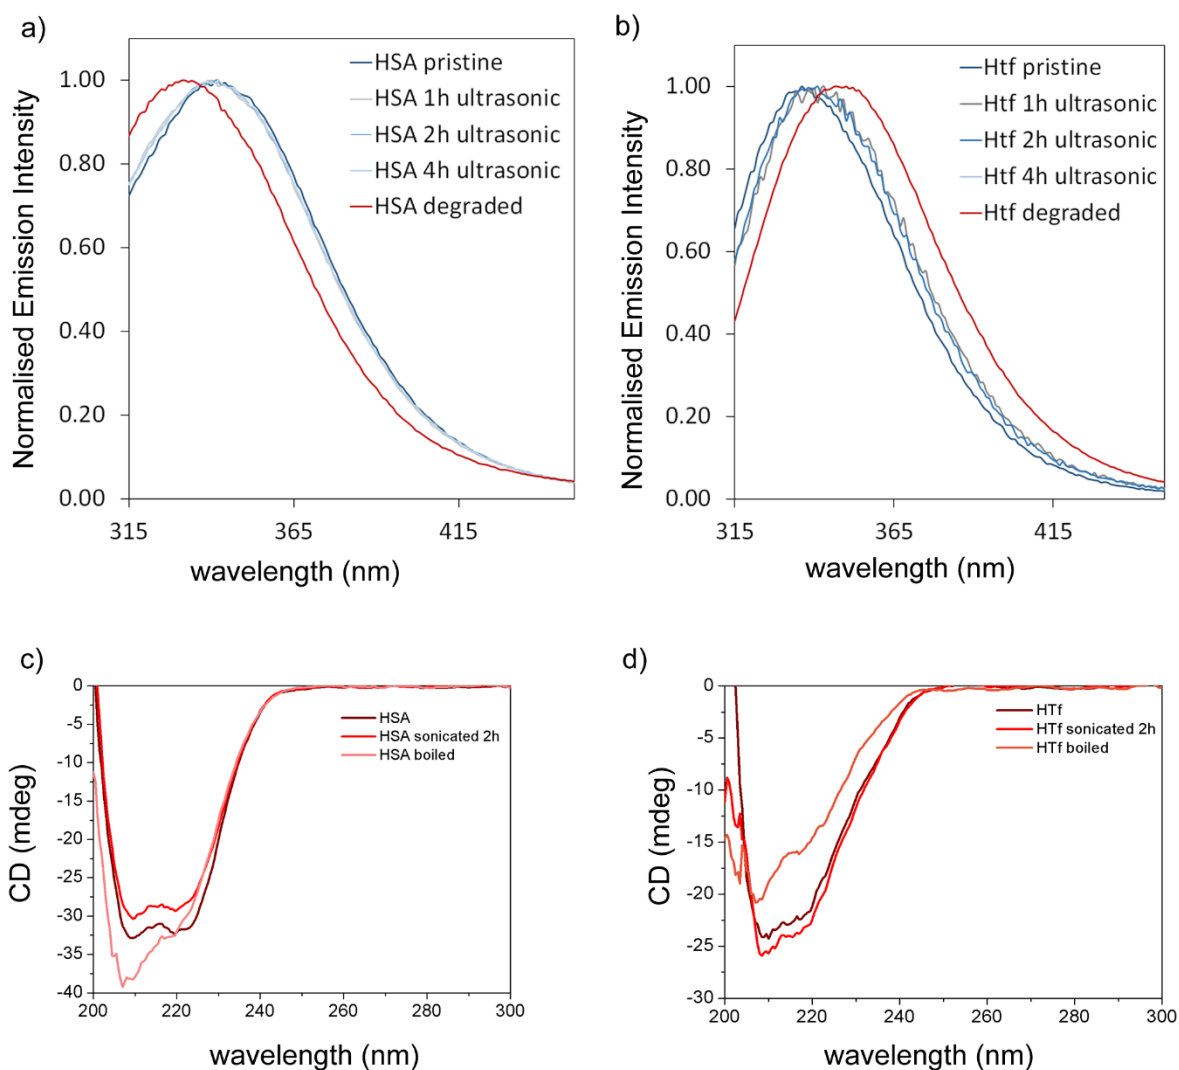 a)
Normalised Emission Intensity
1.00
0.80
0.60
0.40
0.20
0.00
HSA pristine
HSA 1h ultrasonic
HSA 2h ultrasonic
HSA 4h ultrasonic
HSA degraded
315
365
415
wavelength (nm)
b)
Normalised Emission Intensity
1.00
0.80
0.60
0.40
0.20
0.00
Htf pristine
Htf 1h ultrasonic
Htf 2h ultrasonic
Htf 4h ultrasonic
Htf degraded
315
365
415
wavelength (nm)
c)
CD (mdeg)
0
-5
-10
-15
-20
-25
-30
-35
-40
HSA
HSA sonicated 2h
HSA boiled
200
220
240
260
280
300
wavelength (nm)
d)
CD (mdeg)
0
-5
-10
-15
-20
-25
-30
HTf
HTf sonicated 2h
HTf boiled
200
220
240
260
280
300
wavelength (nm)